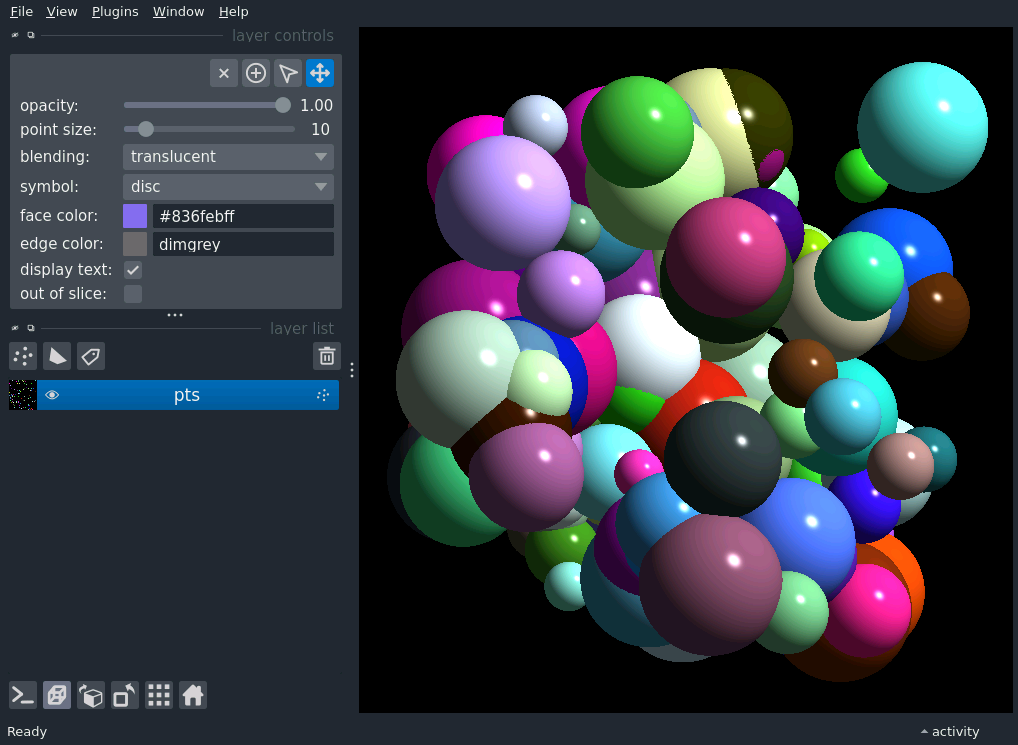 File View Plugins Window Help
layer controls
opacity: 1.00
point size: 10
blending: translucent
symbol: disc
face color: #836febff
edge color: dimgrey
display text:
out of slice:
layer list
pts
Ready
activity